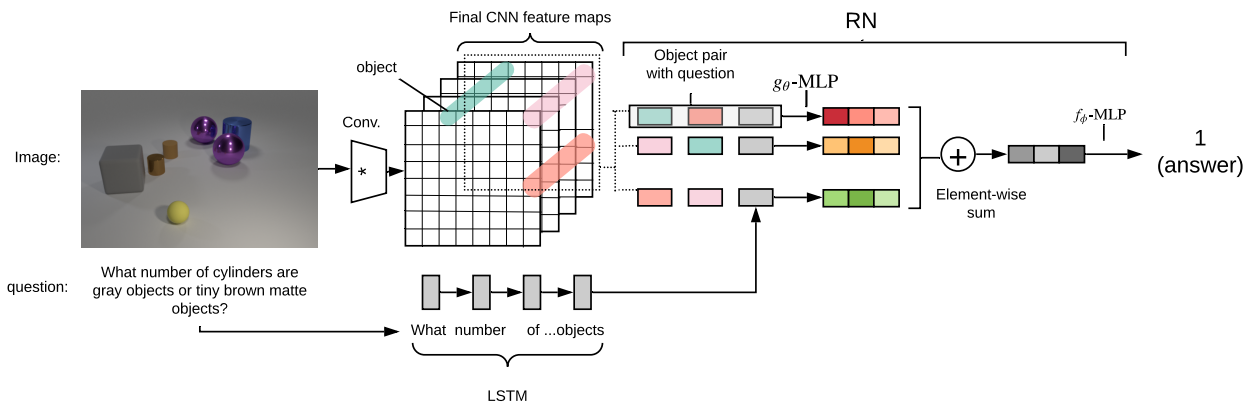 Final CNN feature maps
RN
object
Object pair
with question
gθ-MLP
Conv.
fϕ-MLP
Image:
*
+
1
(answer)
Element-wise
sum
question:
What number of cylinders are
gray objects or tiny brown matte
objects?
What number of ...objects
LSTM